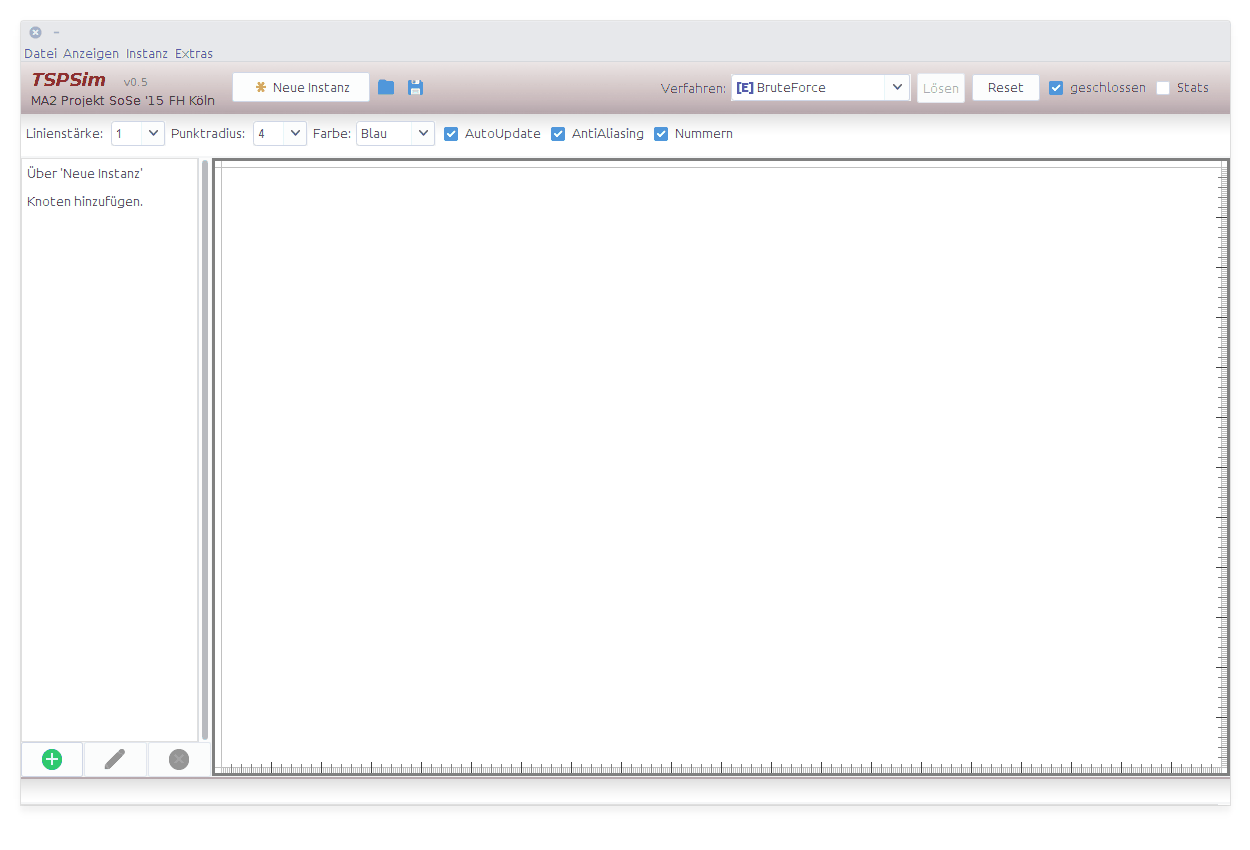 Datei Anzeigen Instanz Extras
TSPSim v0.5
MA2 Projekt SoSe '15 FH Köln
Neue Instanz
Verfahren: [E] BruteForce Lösen Reset geschlossen Stats
Linienstärke: 1 Punktradius: 4 Farbe: Blau AutoUpdate AntiAliasing Nummern
Über 'Neue Instanz'
Knoten hinzufügen.